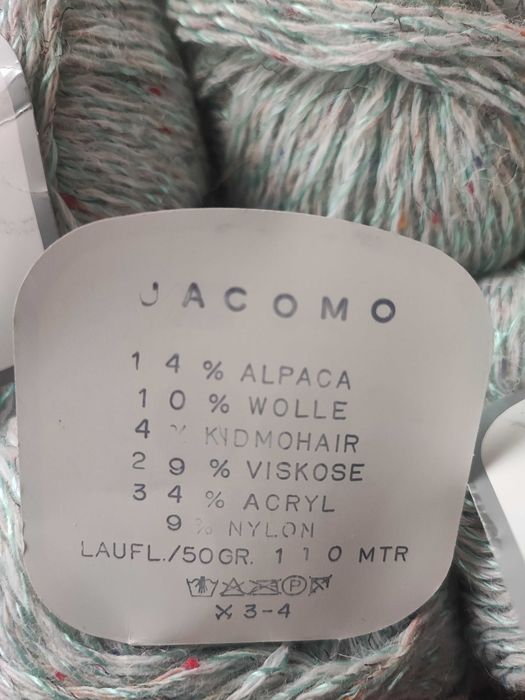 JACOMO
14% ALPACA
10% WOLLE
4% KIDMOHAIR
29% VISKOSE
34% ACRYL
9% NYLON
LAUFL./50GR. 110 MTR
P
3-4